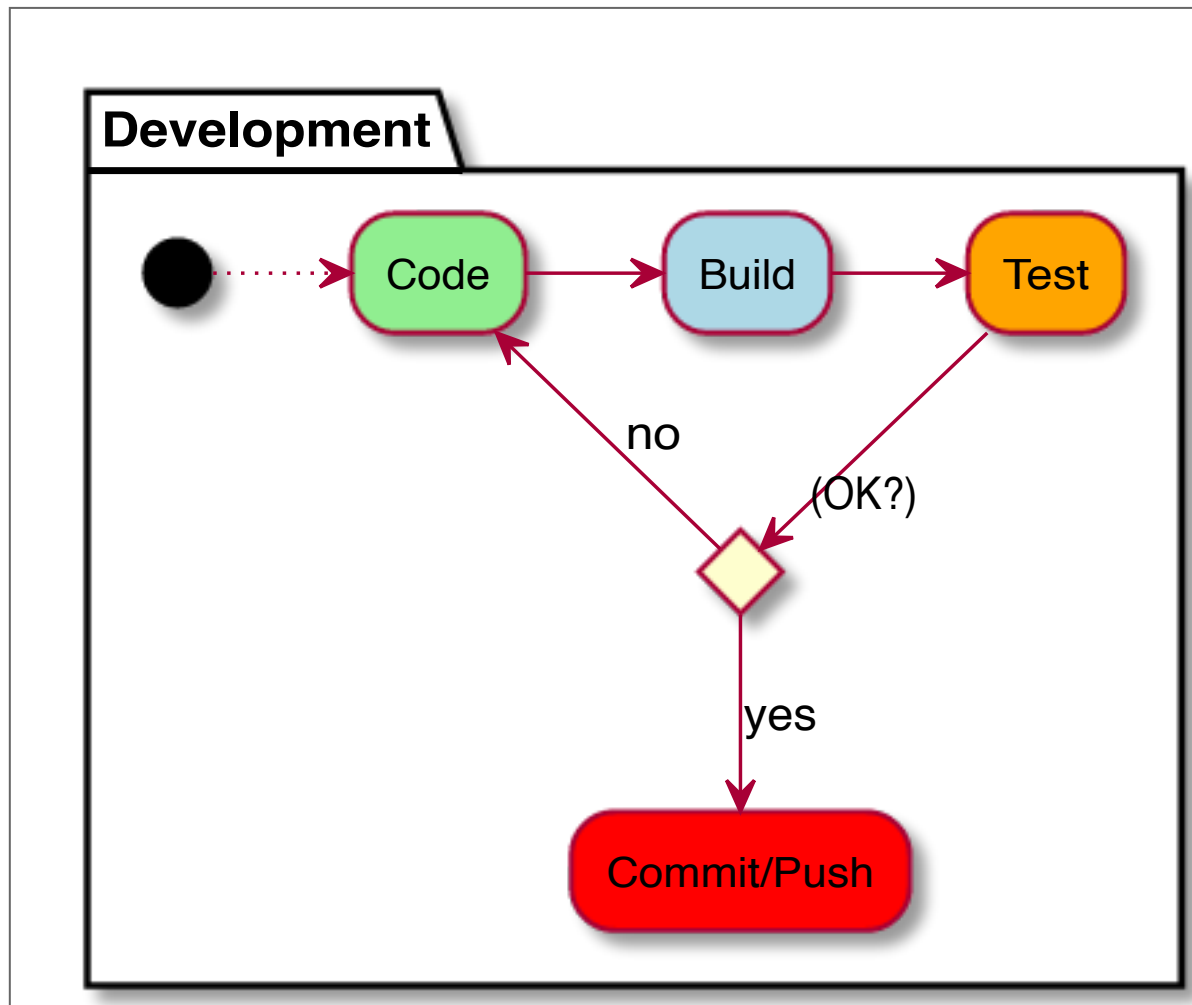 Development
Code
Build
Test
no
(OK?)
yes
Commit/Push